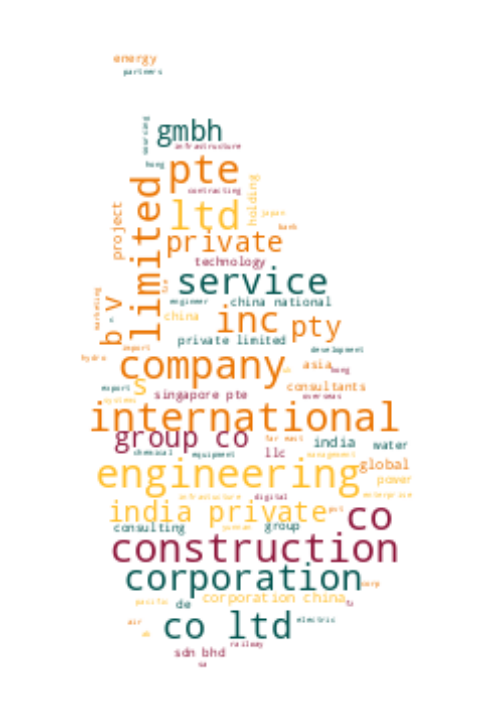 energy
partners
gmbh
infrastructure
hong
pte
contracting
limited
ltd
holding
japan
bank
project
private
technology
service
engineer
china national
marketing
b v
china
inc
pty
private limited
development
import
hydro
company
asia
hong
export
s
systems
singapore pte
consultants
overseas
international
group co
far east
india
water
chemical
equipment
llc
management
global
engineering
power
infrastructure
digital
enterprise
india private
co
consulting
group
construction
corporation
corp
pacific
de
corporation china
air
co ltd
electric
railway
sdn bhd
sa